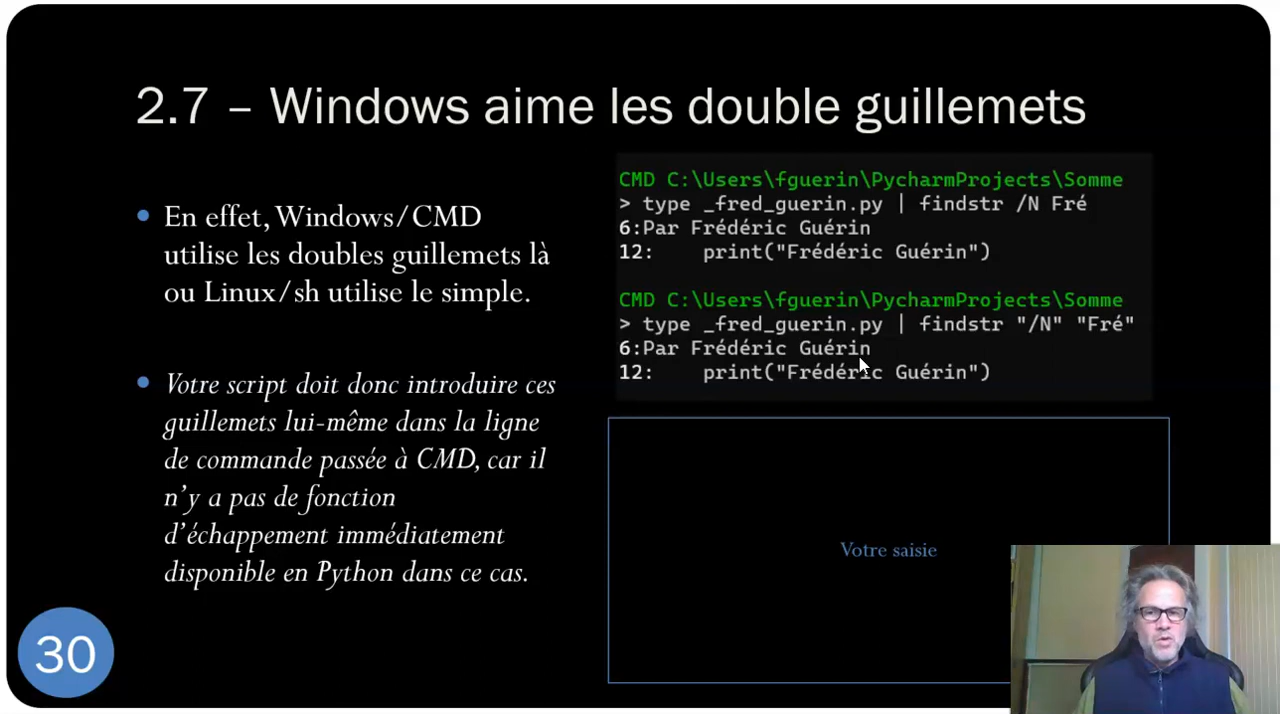 2.7 – Windows aime les double guillemets
• En effet, Windows/CMD
utilise les doubles guillemets là
ou Linux/sh utilise le simple.
• Votre script doit donc introduire ces
guillemets lui-même dans la ligne
de commande passée à CMD, car il
n’y a pas de fonction
d’échappement immédiatement
disponible en Python dans ce cas.
CMD C:\Users\fguerin\PycharmProjects\Somme
> type _fred_guerin.py | findstr /N Fré
6:Par Frédéric Guérin
12:    print("Frédéric Guérin")
CMD C:\Users\fguerin\PycharmProjects\Somme
> type _fred_guerin.py | findstr "/N" "Fré"
6:Par Frédéric Guérin
12:    print("Frédéric Guérin")
Votre saisie
30